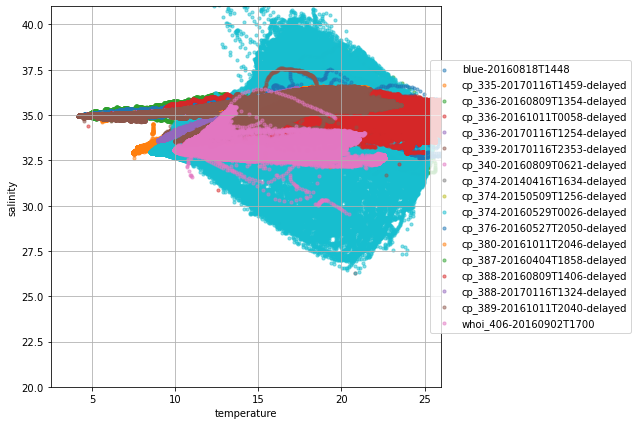 40.0
37.5
35.0
32.5
30.0
27.5
25.0
22.5
20.0
salinity
5
10
15
20
25
temperature
blue-20160818T1448
cp_335-20170116T1459-delayed
cp_336-20160809T1354-delayed
cp_336-20161011T0058-delayed
cp_336-20170116T1254-delayed
cp_339-20170116T2353-delayed
cp_340-20160809T0621-delayed
cp_374-20140416T1634-delayed
cp_374-20150509T1256-delayed
cp_374-20160529T0026-delayed
cp_376-20160527T2050-delayed
cp_380-20161011T2046-delayed
cp_387-20160404T1858-delayed
cp_388-20160809T1406-delayed
cp_388-20170116T1324-delayed
cp_389-20161011T2040-delayed
whoi_406-20160902T1700